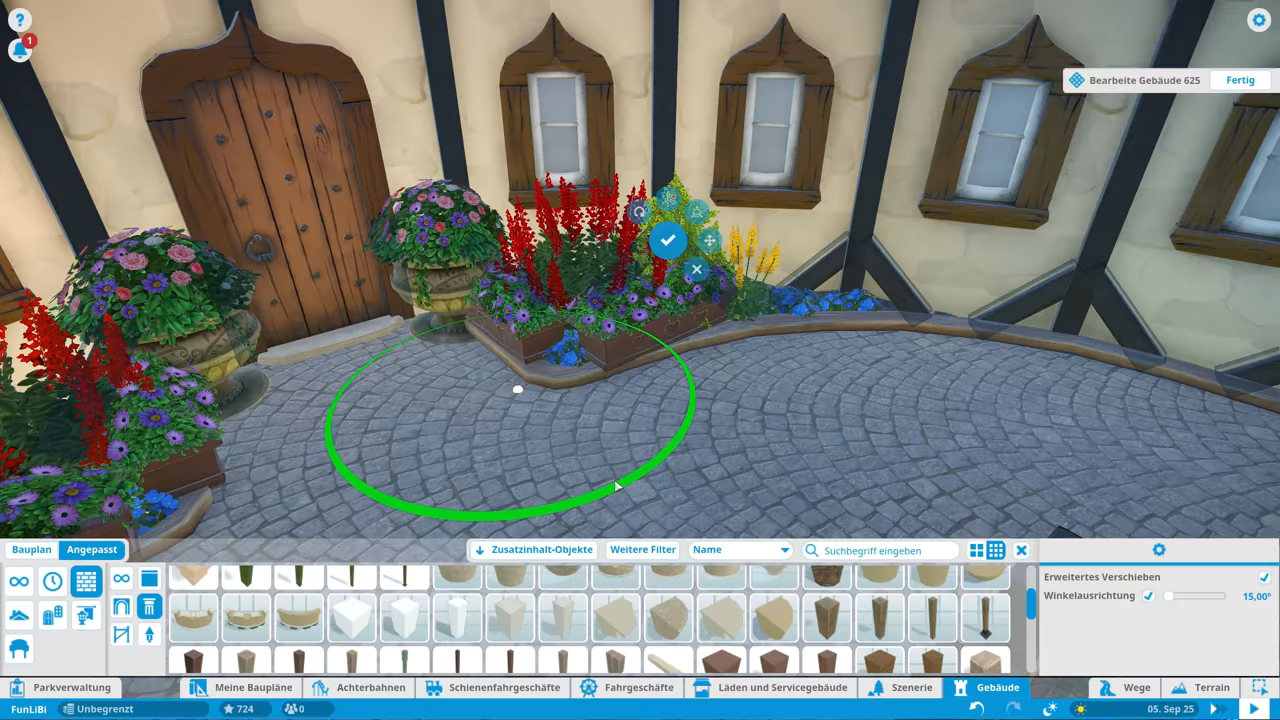 ?
1
Bearbeite Gebäude 625
Fertig
Bauplan
Angepasst
Zusatzinhalt-Objekte
Weitere Filter
Name
Suchbegriff eingeben
Erweitertes Verschieben
Winkelausrichtung
15,00°
Parkverwaltung
Meine Baupläne
Achterbahnen
Schienenfahrgeschäfte
Fahrgeschäfte
Läden und Servicegebäude
Szenerie
Gebäude
Wege
Terrain
FunLiBi
Unbegrenzt
724
0
05. Sep 25